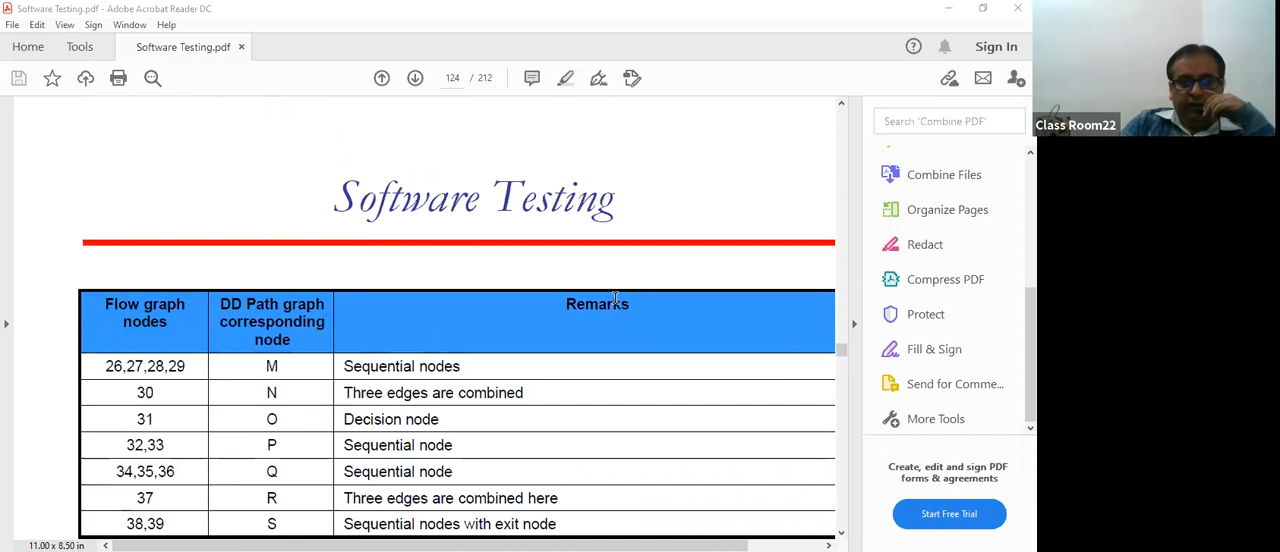 Software Testing.pdf - Adobe Acrobat Reader DC
File Edit View Sign Window Help
Home Tools Software Testing.pdf × Sign In
124 / 212
Class Room22
Search 'Combine PDF'
Combine Files
Organize Pages
Redact
Compress PDF
Protect
Fill & Sign
Send for Comme...
More Tools
Create, edit and sign PDF
forms & agreements
Start Free Trial
Software Testing
Flow graph nodes DD Path graph corresponding node Remarks
26,27,28,29 M Sequential nodes
30 N Three edges are combined
31 O Decision node
32,33 P Sequential node
34,35,36 Q Sequential node
37 R Three edges are combined here
38,39 S Sequential nodes with exit node
11.00 x 8.50 in